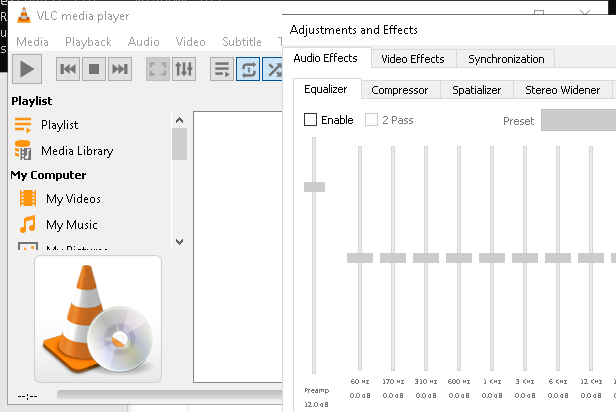 VLC media player
Media Playback Audio Video Subtitle T
Playlist
Playlist
Media Library
My Computer
My Videos
My Music
My Pictures
--:--
Adjustments and Effects
Audio Effects Video Effects Synchronization
Equalizer Compressor Spatializer Stereo Widener
Enable 2 Pass Preset
60 Hz 170 Hz 310 Hz 600 Hz 1 KHz 3 KHz 6 KHz 12 KHz
Preamp 0.0 dB 0.0 dB 0.0 dB 0.0 dB 0.0 dB 0.0 dB 0.0 dB 0.0 dB
12.0 dB